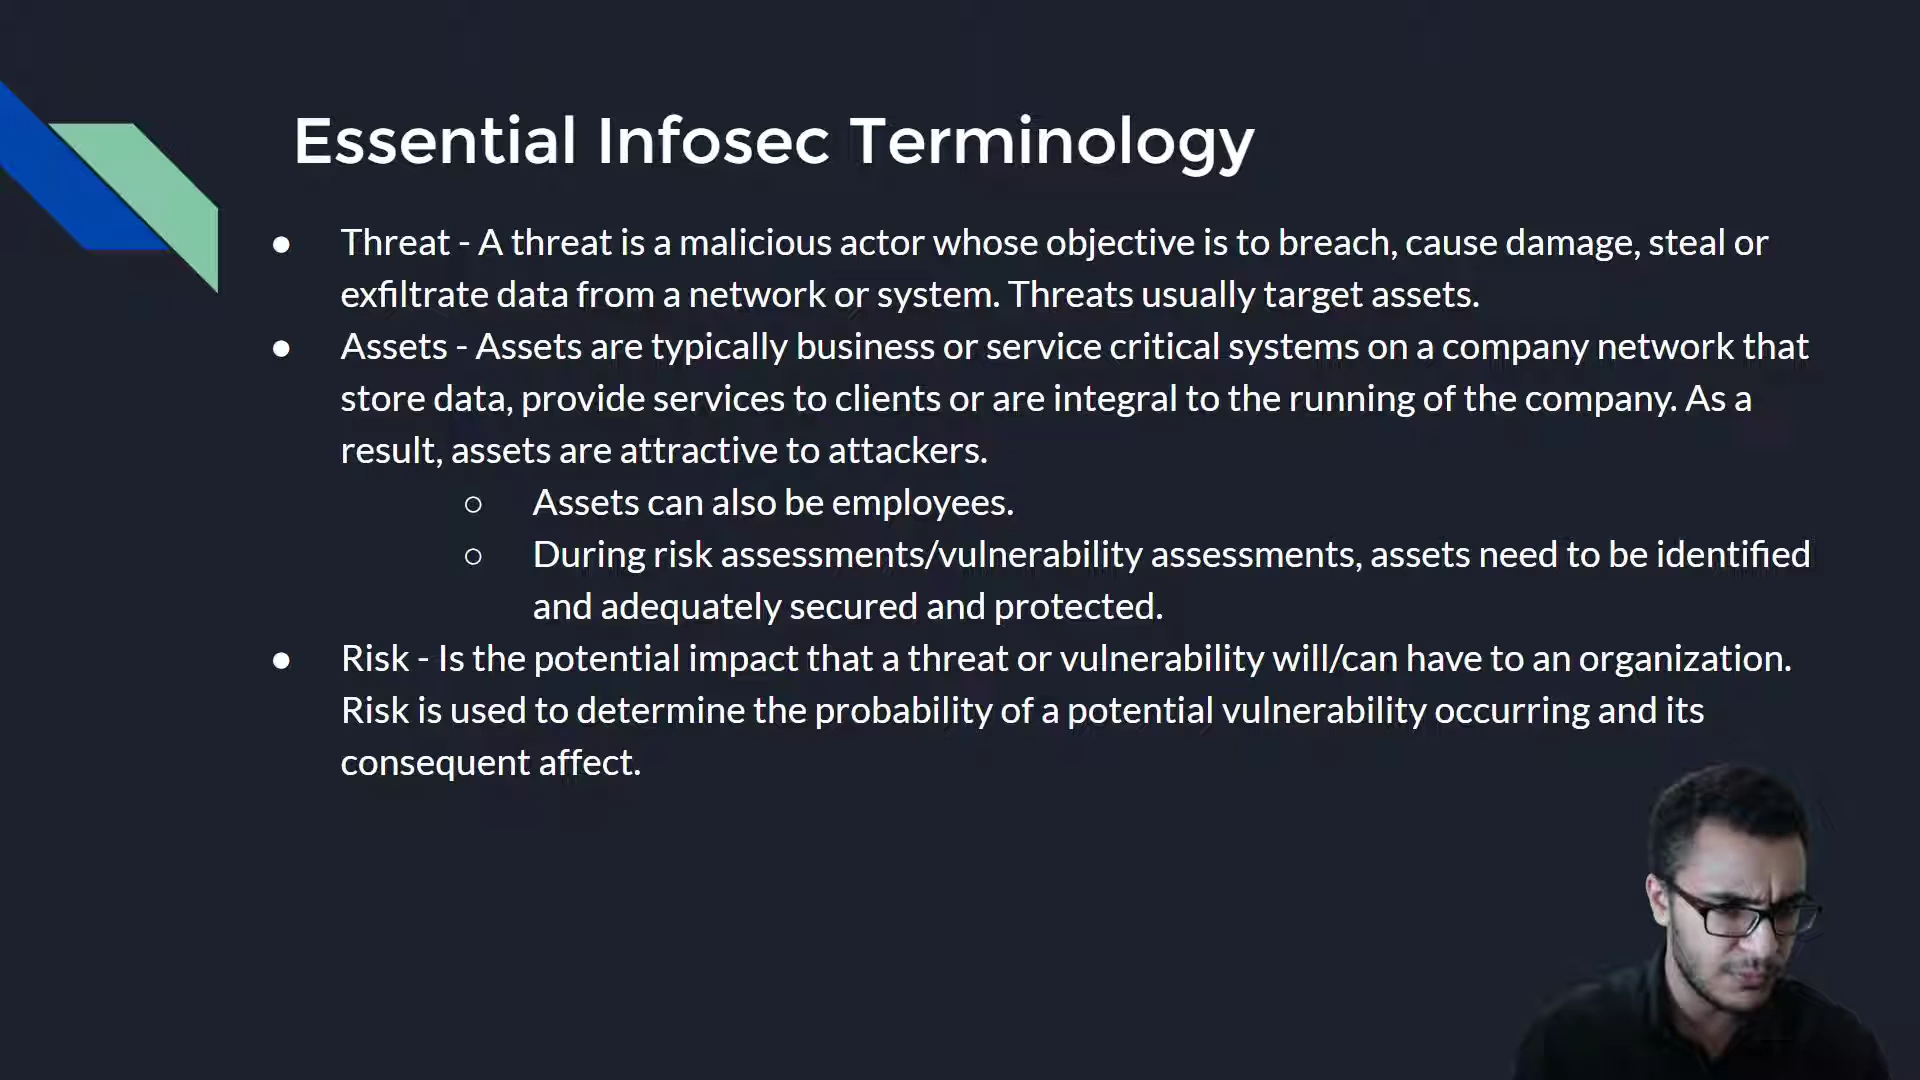 Essential Infosec Terminology
● Threat - A threat is a malicious actor whose objective is to breach, cause damage, steal or
exfiltrate data from a network or system. Threats usually target assets.
● Assets - Assets are typically business or service critical systems on a company network that
store data, provide services to clients or are integral to the running of the company. As a
result, assets are attractive to attackers.
○ Assets can also be employees.
○ During risk assessments/vulnerability assessments, assets need to be identified
and adequately secured and protected.
● Risk - Is the potential impact that a threat or vulnerability will/can have to an organization.
Risk is used to determine the probability of a potential vulnerability occurring and its
consequent affect.